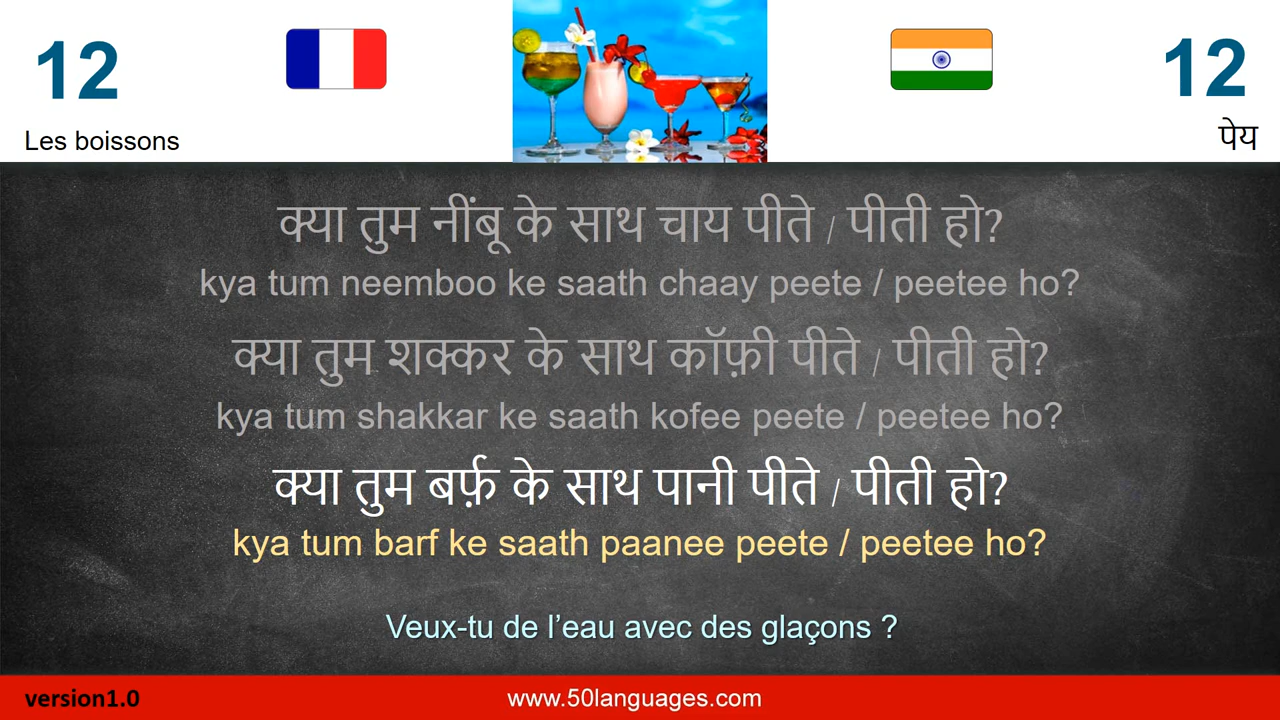 12
12
Les boissons
पेय
क्या तुम नींबू के साथ चाय पीते / पीती हो?
kya tum neemboo ke saath chaay peete / peetee ho?
क्या तुम शक्कर के साथ कॉफ़ी पीते / पीती हो?
kya tum shakkar ke saath kofee peete / peetee ho?
क्या तुम बर्फ़ के साथ पानी पीते / पीती हो?
kya tum barf ke saath paanee peete / peetee ho?
Veux-tu de l’eau avec des glaçons ?
version1.0
www.50languages.com